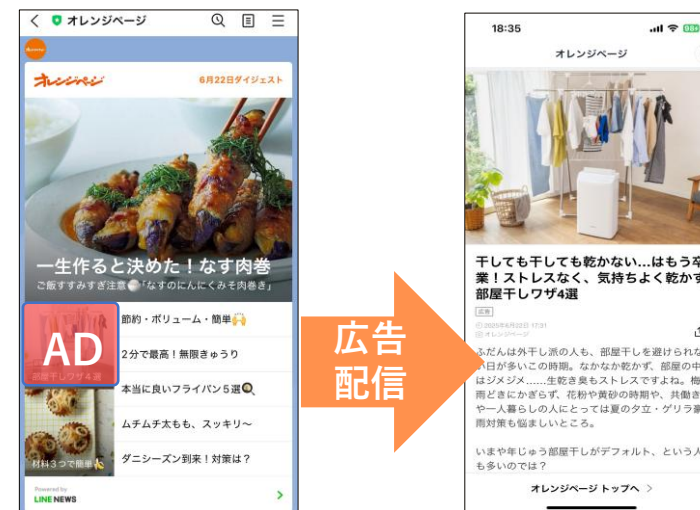 オレンジページ
オレンジページ
6月22日ダイジェスト
一生作ると決めた！なす肉巻
ご飯すすみすぎ注意🍚「なすのにんにくみそ肉巻き」
AD
部屋干しワザ4選
節約・ボリューム・簡単🙌
2分で最高！無限きゅうり
本当に良いフライパン5選🍳
ムチムチ太もも、スッキリ～
材料3つで簡単🍌
ダニシーズン到来！対策は？
Powered by
LINE NEWS
広告
配信
18:35
オレンジページ
干しても干しても乾かない…はもう卒
業！ストレスなく、気持ちよく乾かす
部屋干しワザ4選
広告
2025年6月22日 17:31
オレンジページ
ふだんは外干し派の人も、部屋干しを避けられな
い日が多いこの時期。なかなか乾かず、部屋の中
はジメジメ……生乾き臭もストレスですよね。梅
雨どきにかぎらず、花粉や黄砂の時期や、共働き
や一人暮らしの人にとっては夏の夕立・ゲリラ豪
雨対策も悩ましいところ。
いまや年じゅう部屋干しがデフォルト、という人
も多いのでは？
オレンジページ トップへ